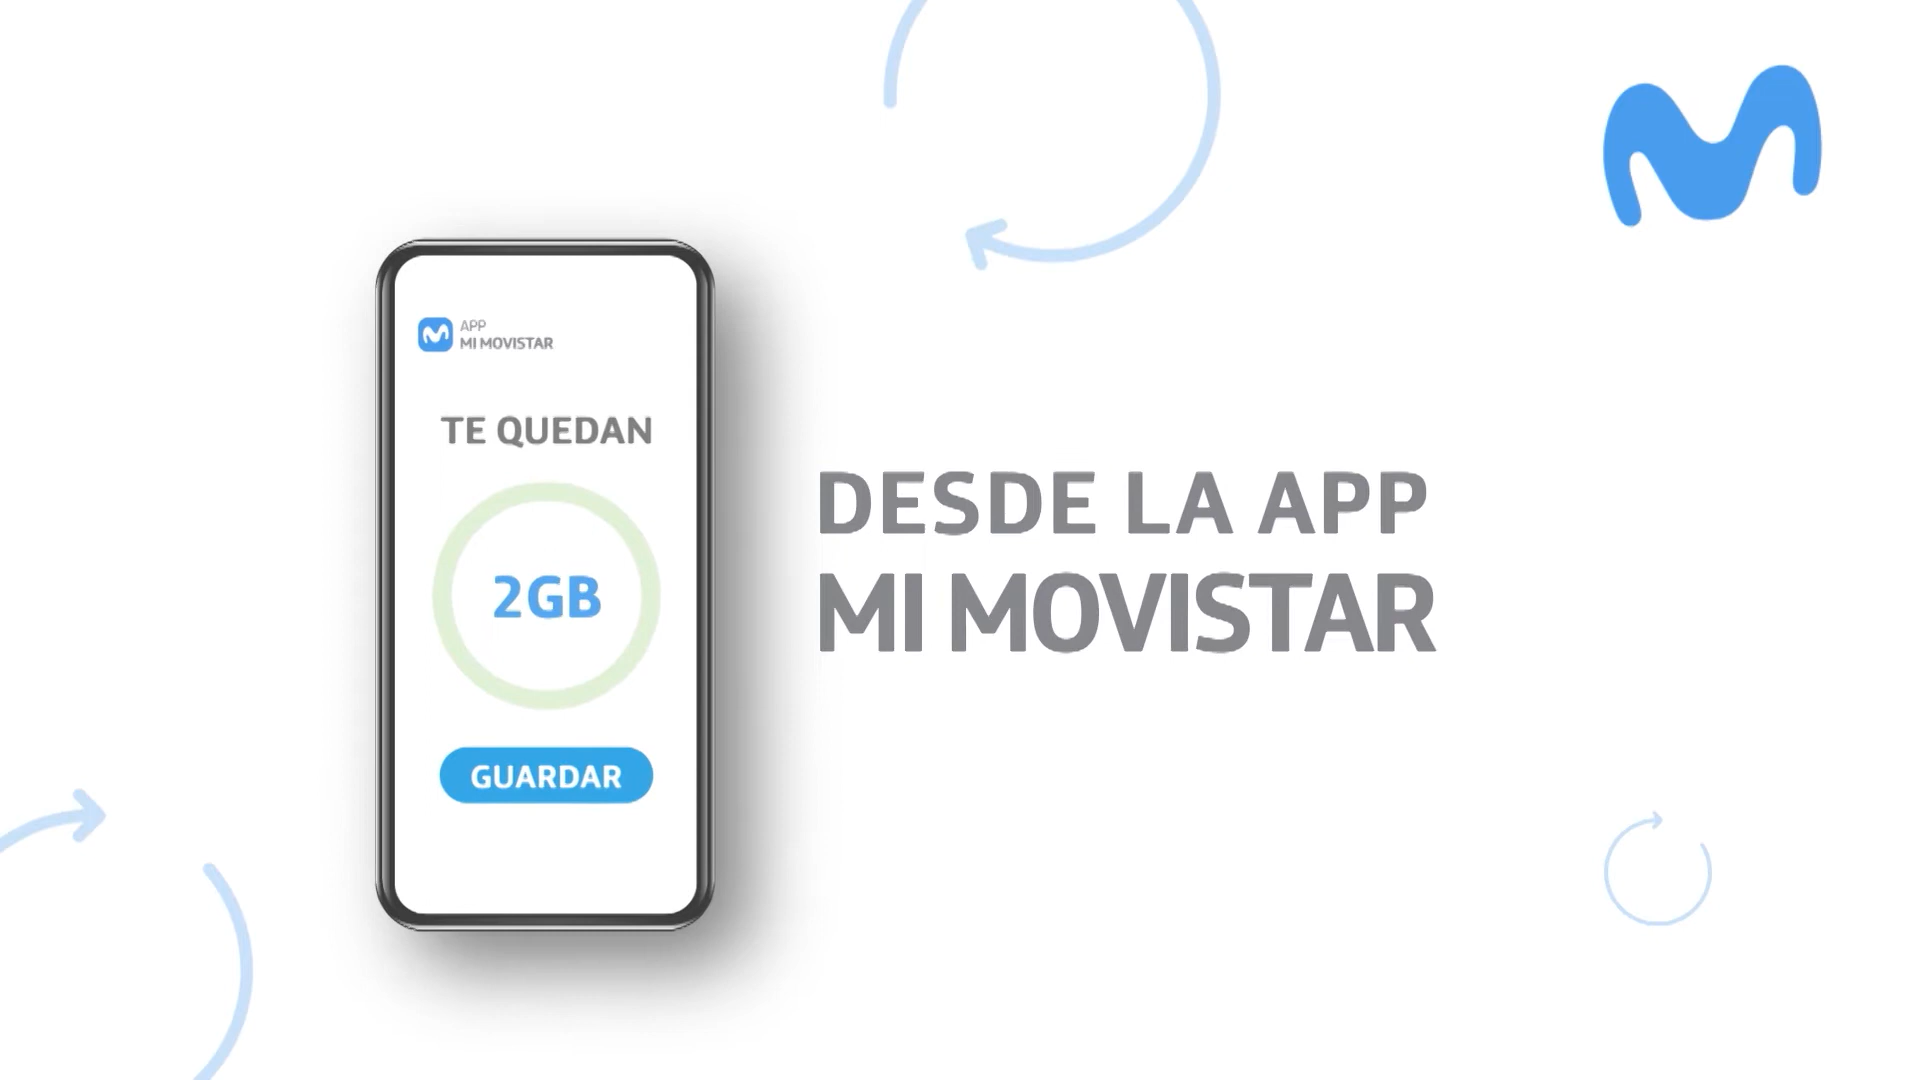 APP
MI MOVISTAR
TE QUEDAN
2GB
GUARDAR
DESDE LA APP
MI MOVISTAR